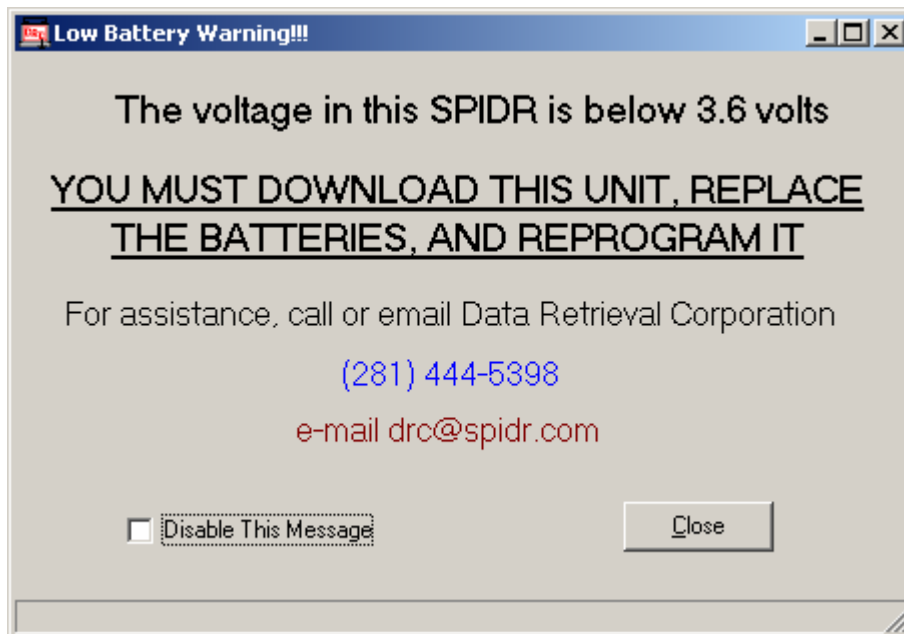 Low Battery Warning!!!
The voltage in this SPIDR is below 3.6 volts
YOU MUST DOWNLOAD THIS UNIT, REPLACE
THE BATTERIES, AND REPROGRAM IT
For assistance, call or email Data Retrieval Corporation
(281) 444-5398
e-mail drc@spidr.com
Disable This Message
Close